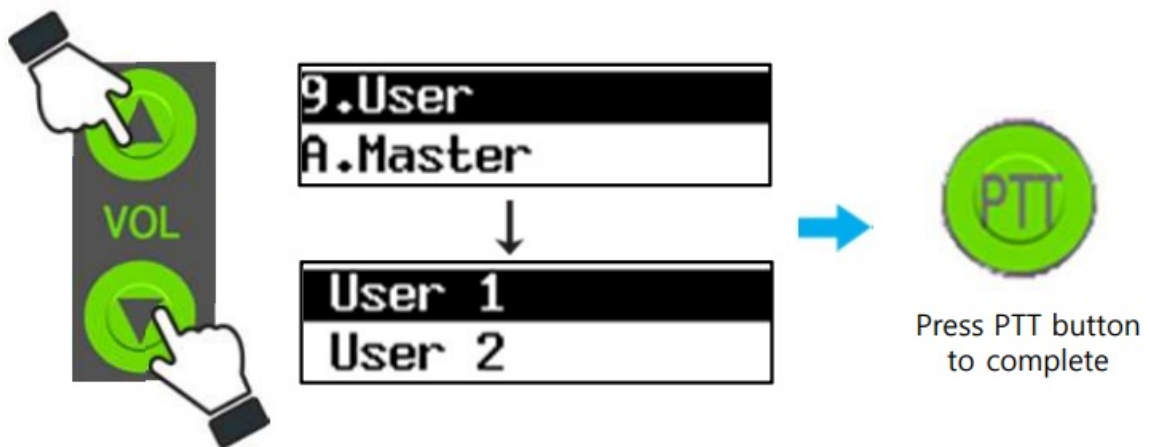 VOL
9.User
A.Master
User 1
User 2
PTT
Press PTT button
to complete